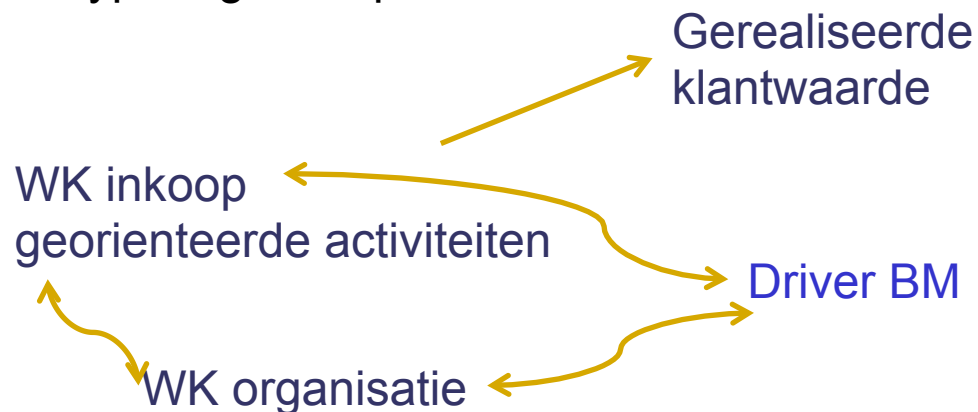 Gerealiseerde
klantwaarde
WK inkoop
georienteerde activiteiten
Driver BM
WK organisatie